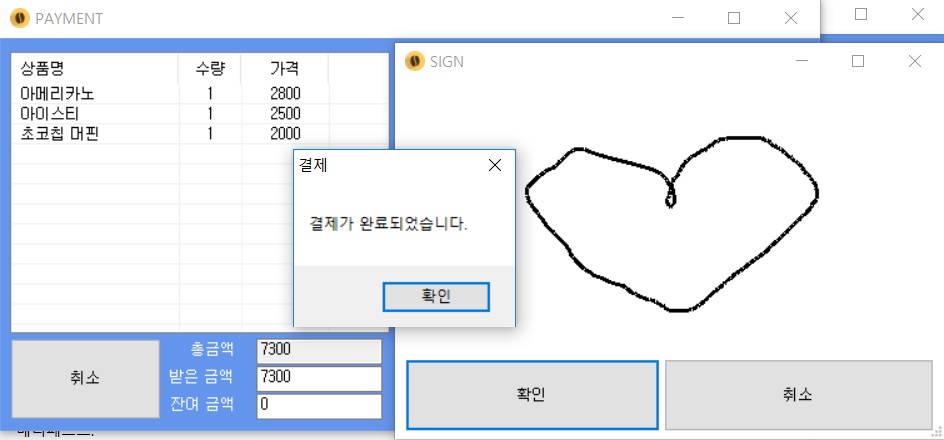 PAYMENT
상품명 수량 가격
아메리카노 1 2800
아이스티 1 2500
초코칩 머핀 1 2000
취소
총금액 7300
받은 금액 7300
잔여 금액 0
SIGN
확인 취소
결제
결제가 완료되었습니다.
확인